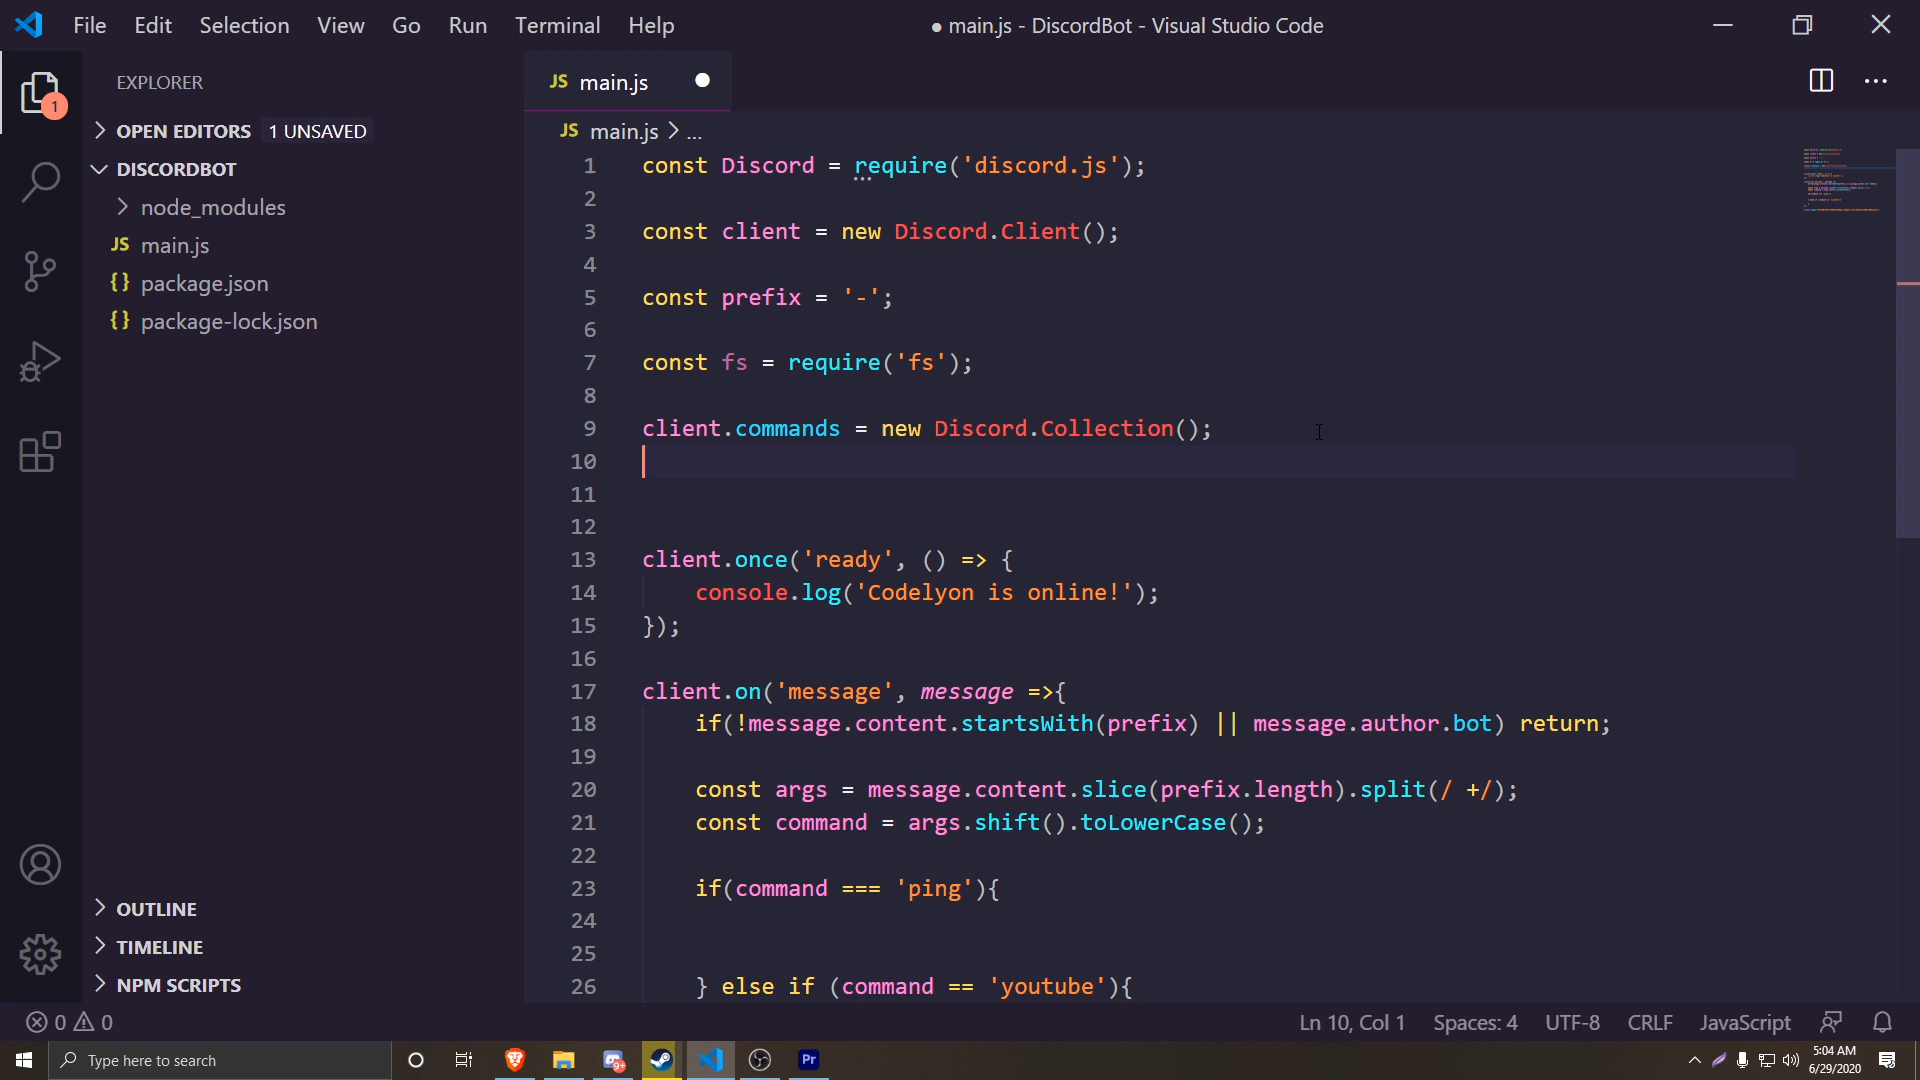 File Edit Selection View Go Run Terminal Help
● main.js - DiscordBot - Visual Studio Code
1
EXPLORER
OPEN EDITORS 1 UNSAVED
DISCORDBOT
node_modules
JS main.js
{} package.json
{} package-lock.json
OUTLINE
TIMELINE
NPM SCRIPTS
JS main.js
JS main.js > ...
1 const Discord = require('discord.js');
2
3 const client = new Discord.Client();
4
5 const prefix = '-';
6
7 const fs = require('fs');
8
9 client.commands = new Discord.Collection();
10
11
12
13 client.once('ready', () => {
14 console.log('Codelyon is online!');
15 });
16
17 client.on('message', message =>{
18 if(!message.content.startsWith(prefix) || message.author.bot) return;
19
20 const args = message.content.slice(prefix.length).split(/ +/);
21 const command = args.shift().toLowerCase();
22
23 if(command === 'ping'){
24
25
26 } else if (command == 'youtube'){
0 0
Ln 10, Col 1 Spaces: 4 UTF-8 CRLF JavaScript
Type here to search
9+
Pr
5:04 AM
6/29/2020